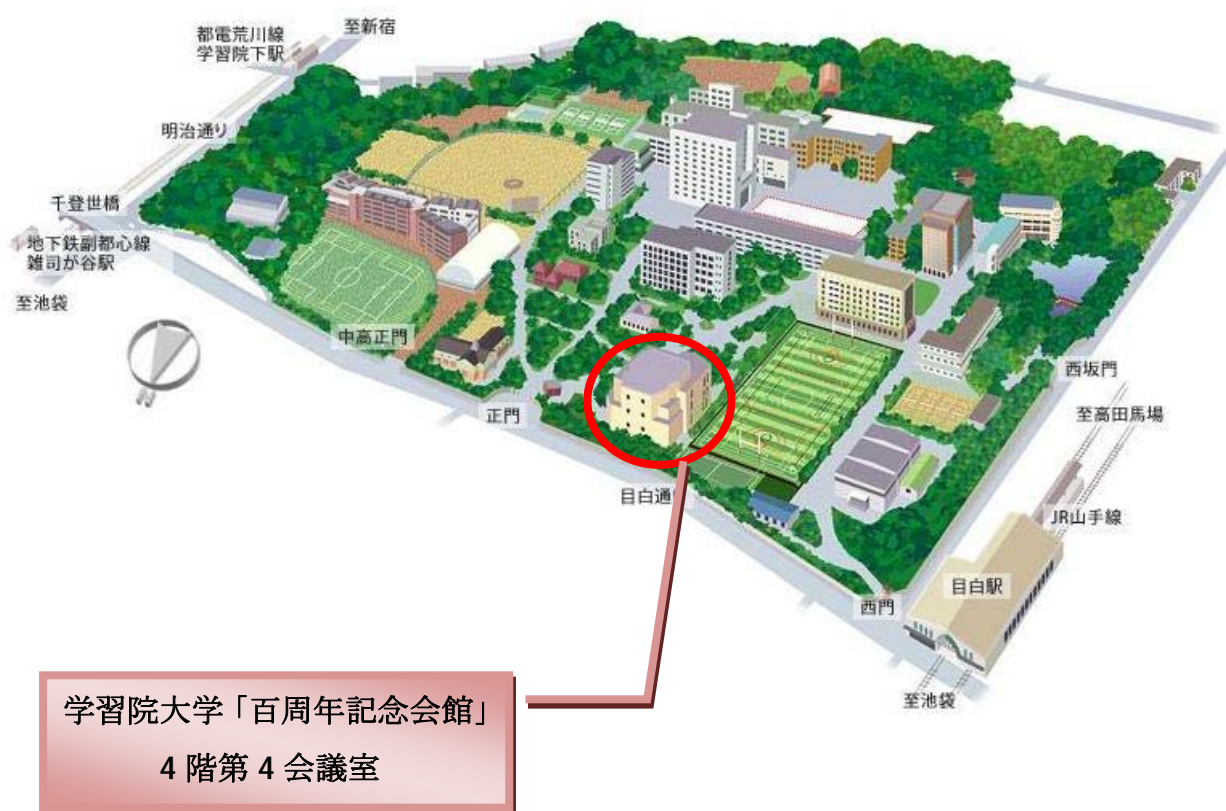 都電荒川線
学習院下駅
至新宿
明治通り
千登世橋
地下鉄副都心線
雑司が谷駅
至池袋
中高正門
正門
目白通
西坂門
至高田馬場
JR山手線
目白駅
西門
至池袋
N
学習院大学「百周年記念会館」
4 階第 4 会議室